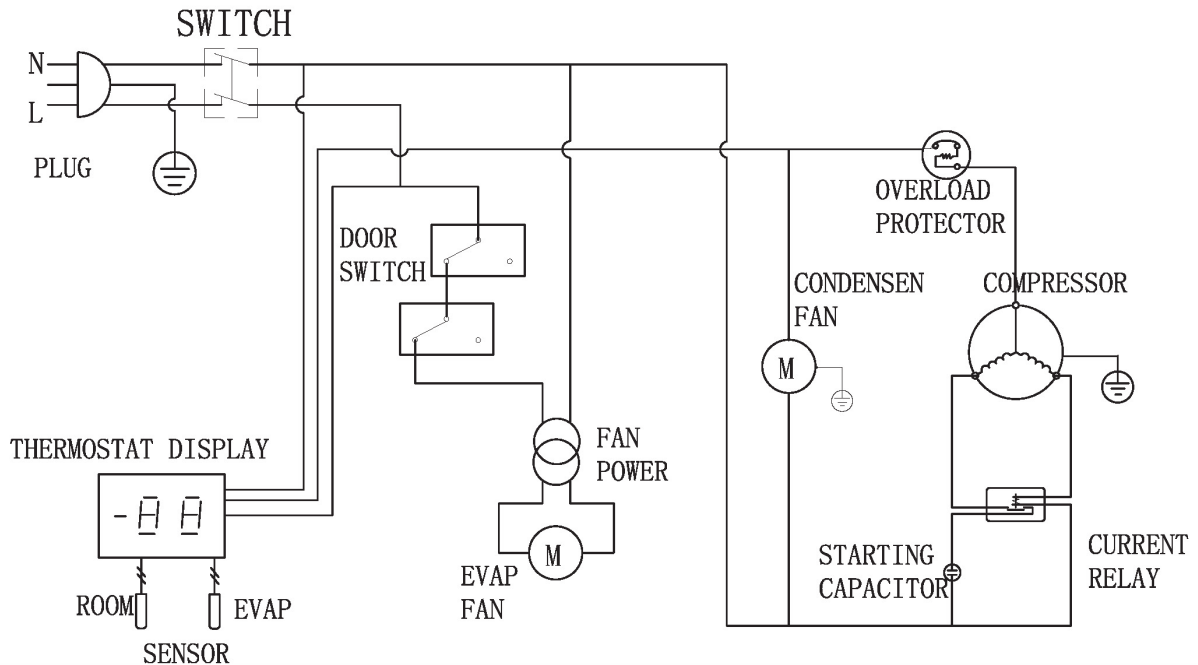 SWITCH
N
L
PLUG
OVERLOAD
PROTECTOR
DOOR
SWITCH
CONDENSEN
FAN
COMPRESSOR
M
THERMOSTAT DISPLAY
-88
FAN
POWER
M
EVAP
FAN
STARTING
CAPACITOR
CURRENT
RELAY
ROOM
EVAP
SENSOR